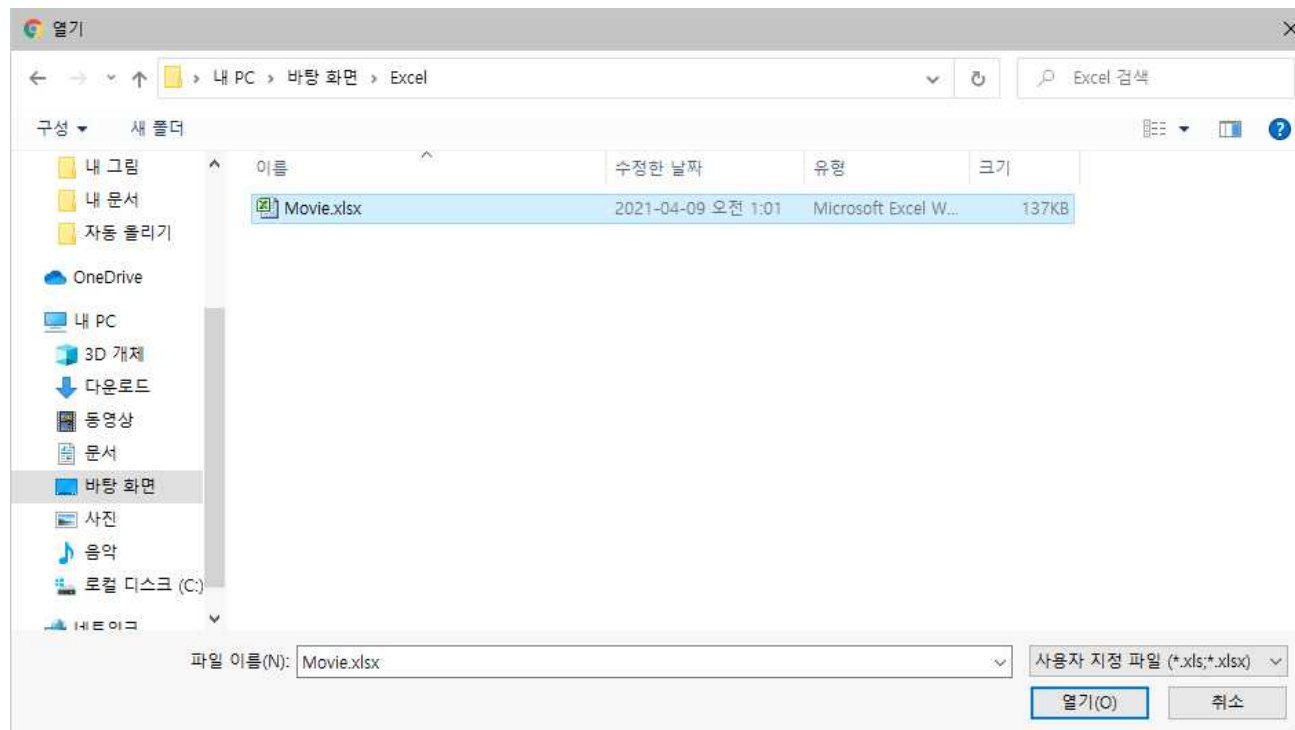 열기
내 PC › 바탕 화면 › Excel
Excel 검색
구성
새 폴더
이름
수정한 날짜
유형
크기
Movie.xlsx
2021-04-09 오전 1:01
Microsoft Excel W...
137KB
내 그림
내 문서
자동 올리기
OneDrive
내 PC
3D 개체
다운로드
동영상
문서
바탕 화면
사진
음악
로컬 디스크 (C:)
파일 이름(N):
Movie.xlsx
사용자 지정 파일 (*.xls;*.xlsx)
열기(O)
취소